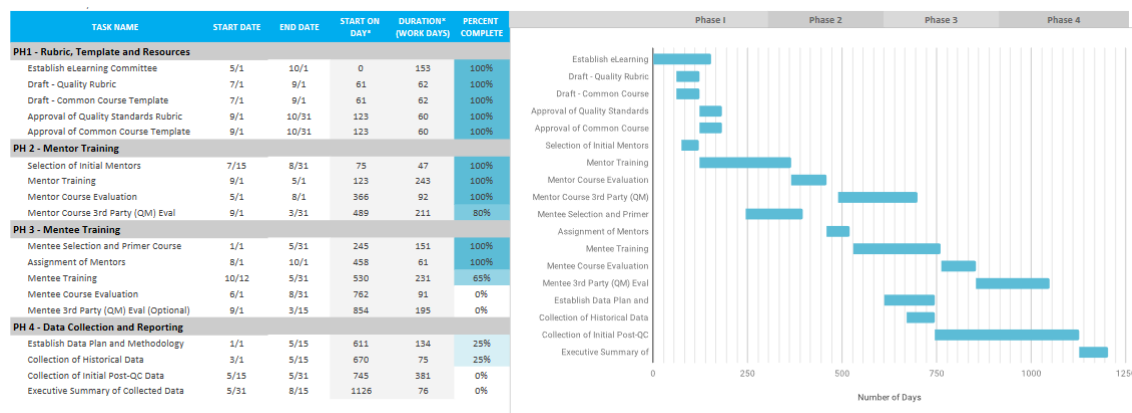 TASK NAME START DATE END DATE START ON DAY* DURATION* (WORK DAYS) PERCENT COMPLETE
PH1 - Rubric, Template and Resources
Establish eLearning Committee 5/1 10/1 0 153 100%
Draft - Quality Rubric 7/1 9/1 61 62 100%
Draft - Common Course Template 7/1 9/1 61 62 100%
Approval of Quality Standards Rubric 9/1 10/31 123 60 100%
Approval of Common Course Template 9/1 10/31 123 60 100%
PH 2 - Mentor Training
Selection of Initial Mentors 7/15 8/31 75 47 100%
Mentor Training 9/1 5/1 123 243 100%
Mentor Course Evaluation 5/1 8/1 366 92 100%
Mentor Course 3rd Party (QM) Eval 9/1 3/31 489 211 80%
PH 3 - Mentee Training
Mentee Selection and Primer Course 1/1 5/31 245 151 100%
Assignment of Mentors 8/1 10/1 458 61 100%
Mentee Training 10/12 5/31 530 231 65%
Mentee Course Evaluation 6/1 8/31 762 91 0%
Mentee 3rd Party (QM) Eval (Optional) 9/1 3/15 854 195 0%
PH 4 - Data Collection and Reporting
Establish Data Plan and Methodology 1/1 5/15 611 134 25%
Collection of Historical Data 3/1 5/15 670 75 25%
Collection of Initial Post-QC Data 5/15 5/31 745 381 0%
Executive Summary of Collected Data 5/31 8/15 1126 76 0%
Phase I Phase 2 Phase 3 Phase 4
Establish eLearning
Draft - Quality Rubric
Draft - Common Course
Approval of Quality Standards
Approval of Common Course
Selection of Initial Mentors
Mentor Training
Mentor Course Evaluation
Mentor Course 3rd Party (QM)
Mentee Selection and Primer
Assignment of Mentors
Mentee Training
Mentee Course Evaluation
Mentee 3rd Party (QM) Eval
Establish Data Plan and
Collection of Historical Data
Collection of Initial Post-QC
Executive Summary of
0 250 500 750 1000 125
Number of Days